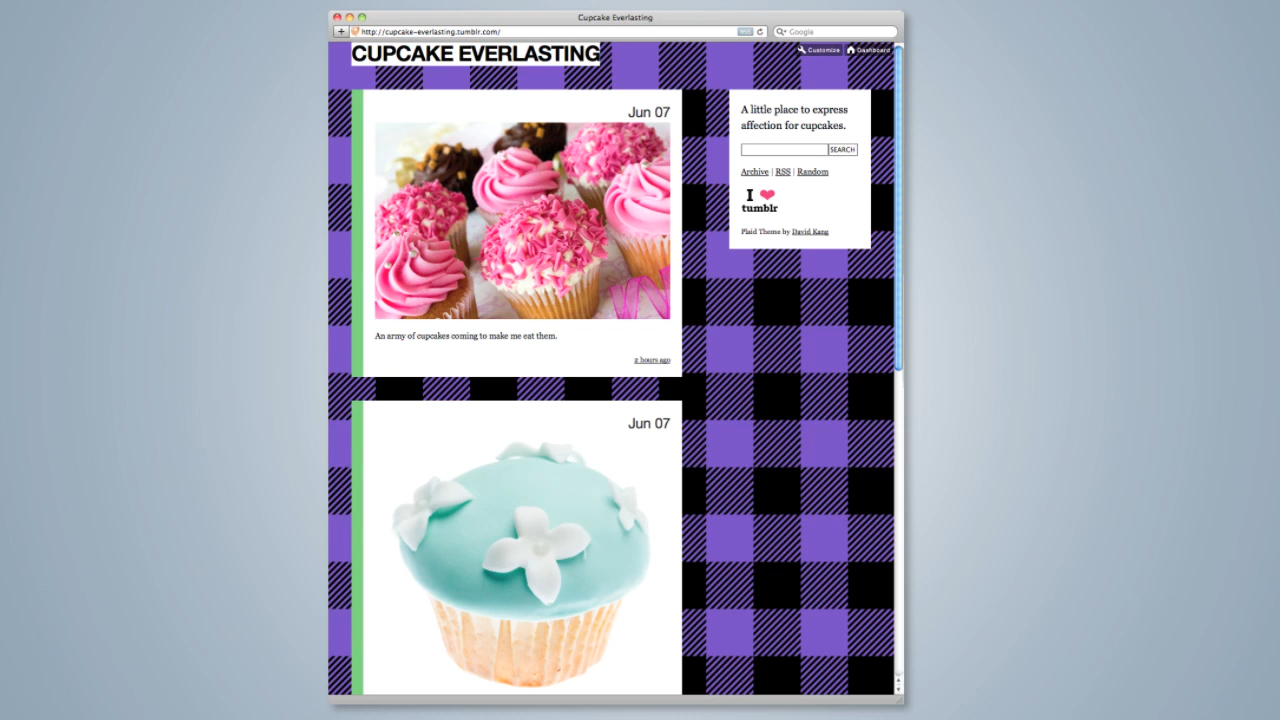 Cupcake Everlasting
http://cupcake-everlasting.tumblr.com/
RSS
Google
CUPCAKE EVERLASTING
Customize
Dashboard
Jun 07
An army of cupcakes coming to make me eat them.
2 hours ago
A little place to express
affection for cupcakes.
SEARCH
Archive | RSS | Random
I ❤
tumblr
Plaid Theme by David Kang
Jun 07